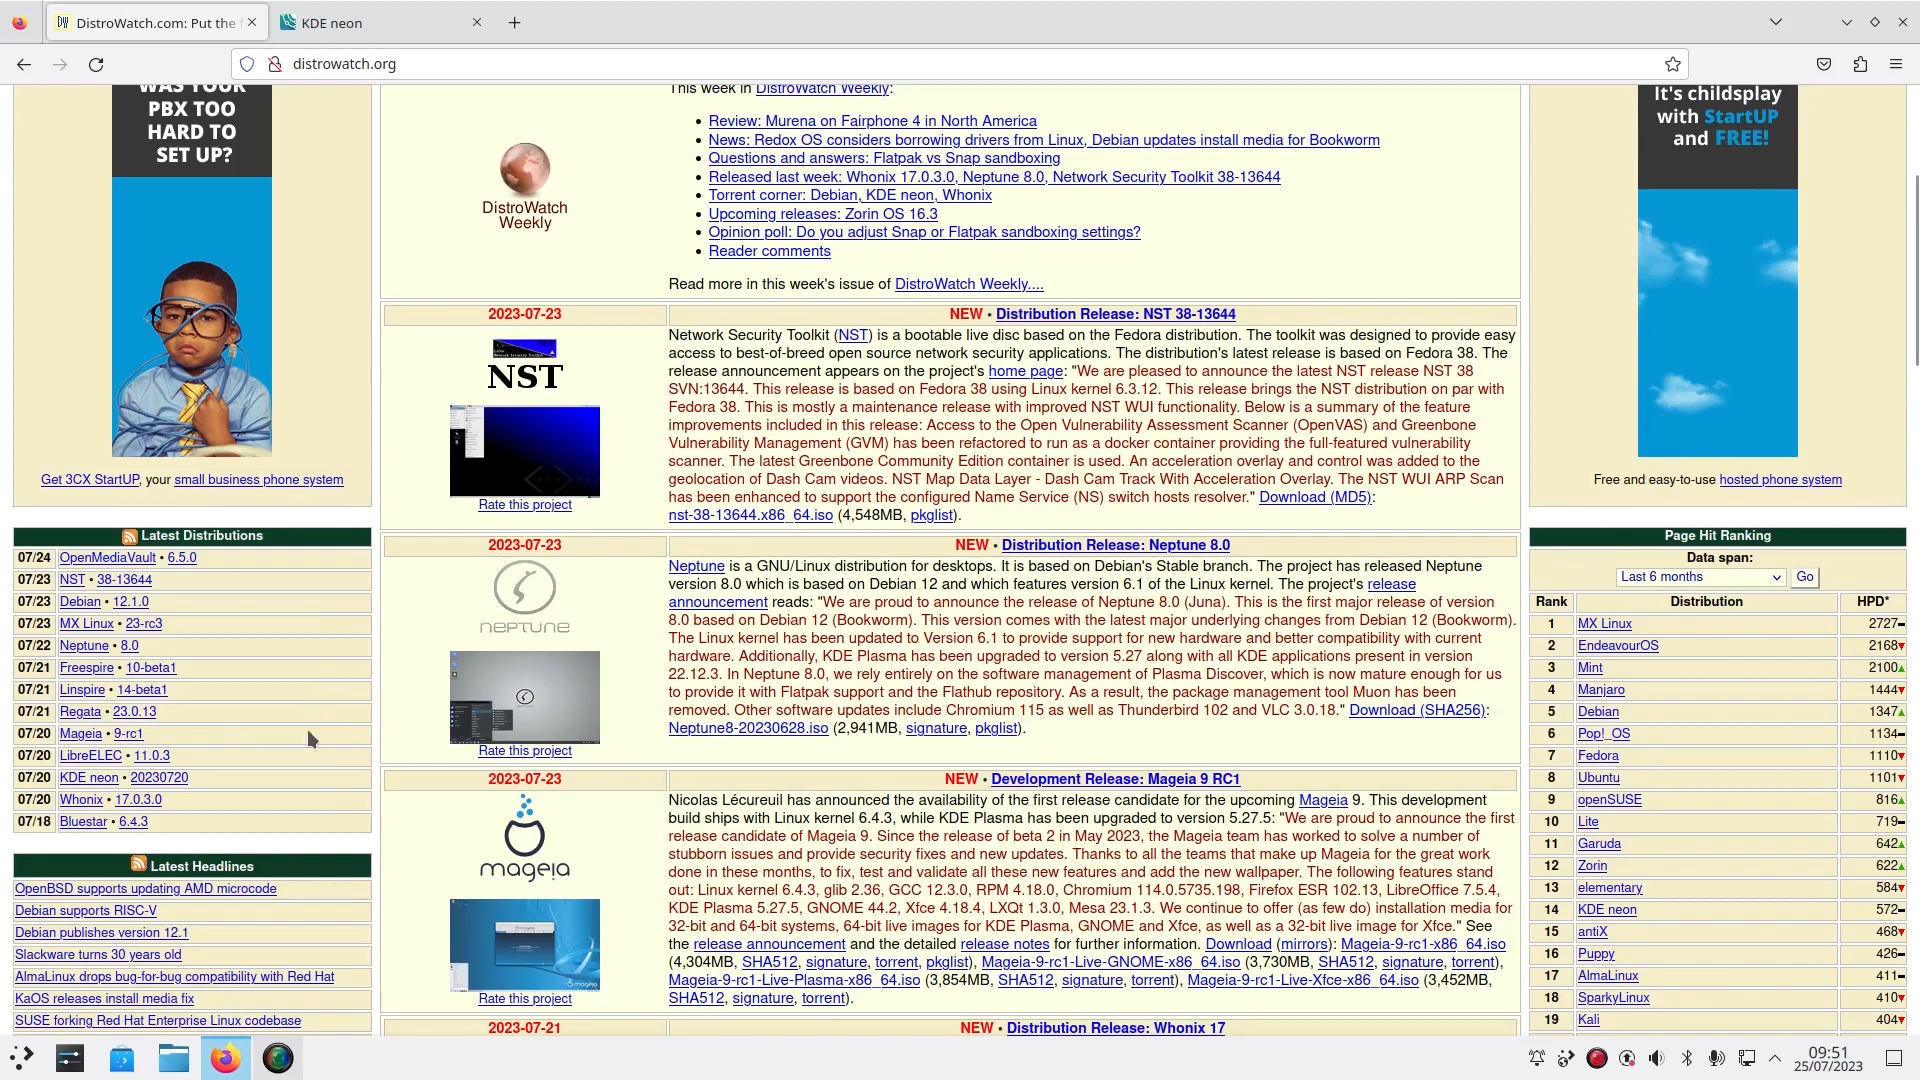 DistroWatch.com: Put the f
KDE neon
distrowatch.org
WAS YOUR
PBX TOO
HARD TO
SET UP?
Get 3CX StartUP, your small business phone system
Latest Distributions
07/24 OpenMediaVault • 6.5.0
07/23 NST • 38-13644
07/23 Debian • 12.1.0
07/23 MX Linux • 23-rc3
07/22 Neptune • 8.0
07/21 Freespire • 10-beta1
07/21 Linspire • 14-beta1
07/21 Regata • 23.0.13
07/20 Mageia • 9-rc1
07/20 LibreELEC • 11.0.3
07/20 KDE neon • 20230720
07/20 Whonix • 17.0.3.0
07/18 Bluestar • 6.4.3
Latest Headlines
OpenBSD supports updating AMD microcode
Debian supports RISC-V
Debian publishes version 12.1
Slackware turns 30 years old
AlmaLinux drops bug-for-bug compatibility with Red Hat
KaOS releases install media fix
SUSE forking Red Hat Enterprise Linux codebase
DistroWatch
Weekly
This week in DistroWatch Weekly:
• Review: Murena on Fairphone 4 in North America
• News: Redox OS considers borrowing drivers from Linux, Debian updates install media for Bookworm
• Questions and answers: Flatpak vs Snap sandboxing
• Released last week: Whonix 17.0.3.0, Neptune 8.0, Network Security Toolkit 38-13644
• Torrent corner: Debian, KDE neon, Whonix
• Upcoming releases: Zorin OS 16.3
• Opinion poll: Do you adjust Snap or Flatpak sandboxing settings?
• Reader comments
Read more in this week's issue of DistroWatch Weekly....
2023-07-23
NEW • Distribution Release: NST 38-13644
NST
Rate this project
Network Security Toolkit (NST) is a bootable live disc based on the Fedora distribution. The toolkit was designed to provide easy
access to best-of-breed open source network security applications. The distribution's latest release is based on Fedora 38. The
release announcement appears on the project's home page: "We are pleased to announce the latest NST release NST 38
SVN:13644. This release is based on Fedora 38 using Linux kernel 6.3.12. This release brings the NST distribution on par with
Fedora 38. This is mostly a maintenance release with improved NST WUI functionality. Below is a summary of the feature
improvements included in this release: Access to the Open Vulnerability Assessment Scanner (OpenVAS) and Greenbone
Vulnerability Management (GVM) has been refactored to run as a docker container providing the full-featured vulnerability
scanner. The latest Greenbone Community Edition container is used. An acceleration overlay and control was added to the
geolocation of Dash Cam videos. NST Map Data Layer - Dash Cam Track With Acceleration Overlay. The NST WUI ARP Scan
has been enhanced to support the configured Name Service (NS) switch hosts resolver." Download (MD5):
nst-38-13644.x86_64.iso (4,548MB, pkglist).
2023-07-23
NEW • Distribution Release: Neptune 8.0
NEPTUNE
Rate this project
Neptune is a GNU/Linux distribution for desktops. It is based on Debian's Stable branch. The project has released Neptune
version 8.0 which is based on Debian 12 and which features version 6.1 of the Linux kernel. The project's release
announcement reads: "We are proud to announce the release of Neptune 8.0 (Juna). This is the first major release of version
8.0 based on Debian 12 (Bookworm). This version comes with the latest major underlying changes from Debian 12 (Bookworm).
The Linux kernel has been updated to Version 6.1 to provide support for new hardware and better compatibility with current
hardware. Additionally, KDE Plasma has been upgraded to version 5.27 along with all KDE applications present in version
22.12.3. In Neptune 8.0, we rely entirely on the software management of Plasma Discover, which is now mature enough for us
to provide it with Flatpak support and the Flathub repository. As a result, the package management tool Muon has been
removed. Other software updates include Chromium 115 as well as Thunderbird 102 and VLC 3.0.18." Download (SHA256):
Neptune8-20230628.iso (2,941MB, signature, pkglist).
2023-07-23
NEW • Development Release: Mageia 9 RC1
mageia
Rate this project
Nicolas Lécureuil has announced the availability of the first release candidate for the upcoming Mageia 9. This development
build ships with Linux kernel 6.4.3, while KDE Plasma has been upgraded to version 5.27.5: "We are proud to announce the first
release candidate of Mageia 9. Since the release of beta 2 in May 2023, the Mageia team has worked to solve a number of
stubborn issues and provide security fixes and new updates. Thanks to all the teams that make up Mageia for the great work
done in these months, to fix, test and validate all these new features and add the new wallpaper. The following features stand
out: Linux kernel 6.4.3, glib 2.36, GCC 12.3.0, RPM 4.18.0, Chromium 114.0.5735.198, Firefox ESR 102.13, LibreOffice 7.5.4,
KDE Plasma 5.27.5, GNOME 44.2, Xfce 4.18.4, LXQt 1.3.0, Mesa 23.1.3. We continue to offer (as few do) installation media for
32-bit and 64-bit systems, 64-bit live images for KDE Plasma, GNOME and Xfce, as well as a 32-bit live image for Xfce." See
the release announcement and the detailed release notes for further information. Download (mirrors): Mageia-9-rc1-x86_64.iso
(4,304MB, SHA512, signature, torrent, pkglist), Mageia-9-rc1-Live-GNOME-x86_64.iso (3,730MB, SHA512, signature, torrent),
Mageia-9-rc1-Live-Plasma-x86_64.iso (3,854MB, SHA512, signature, torrent), Mageia-9-rc1-Live-Xfce-x86_64.iso (3,452MB,
SHA512, signature, torrent).
2023-07-21
NEW • Distribution Release: Whonix 17
It's childsplay
with StartUP
and FREE!
Free and easy-to-use hosted phone system
Page Hit Ranking
Data span:
Last 6 months Go
Rank Distribution HPD*
1 MX Linux 2727
2 EndeavourOS 2168
3 Mint 2100
4 Manjaro 1444
5 Debian 1347
6 Pop!_OS 1134
7 Fedora 1110
8 Ubuntu 1101
9 openSUSE 816
10 Lite 719
11 Garuda 642
12 Zorin 622
13 elementary 584
14 KDE neon 572
15 antiX 468
16 Puppy 426
17 AlmaLinux 411
18 SparkyLinux 410
19 Kali 404
09:51
25/07/2023